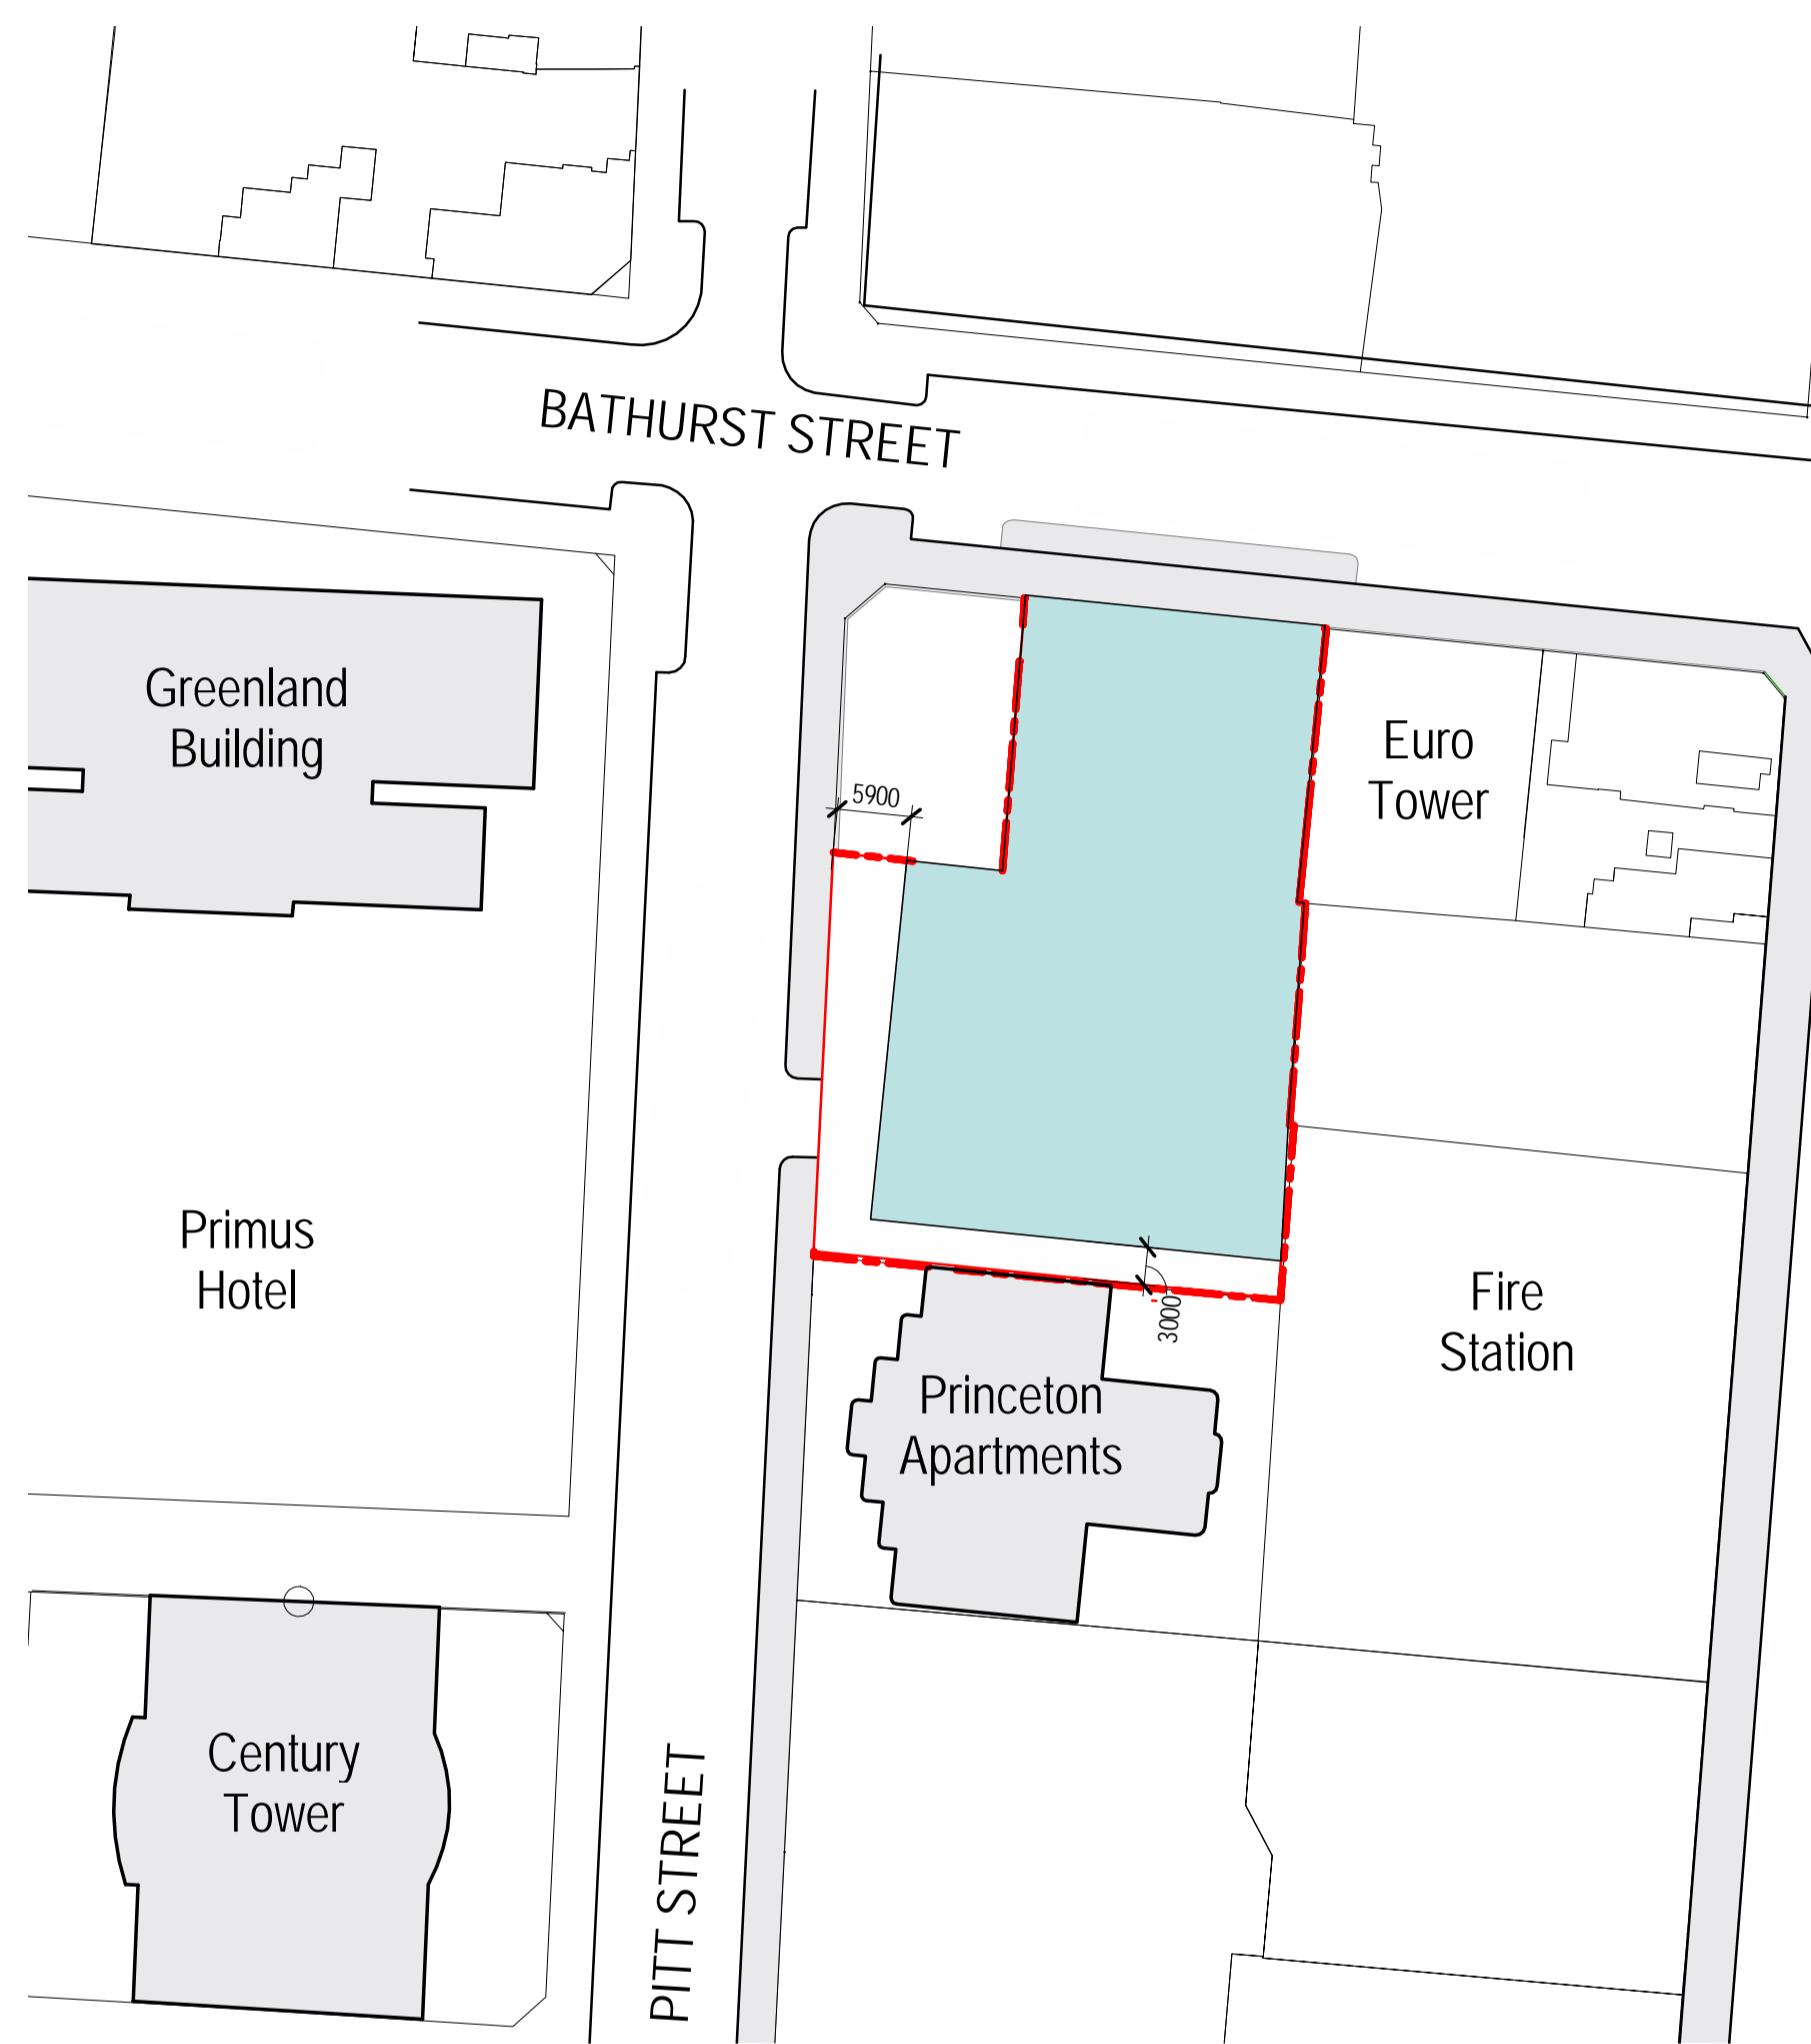 BATHURST STREET
Greenland
Building
Euro
Tower
5900
Primus
Hotel
Fire
Station
3000
Princeton
Apartments
Century
Tower
PITT STREET